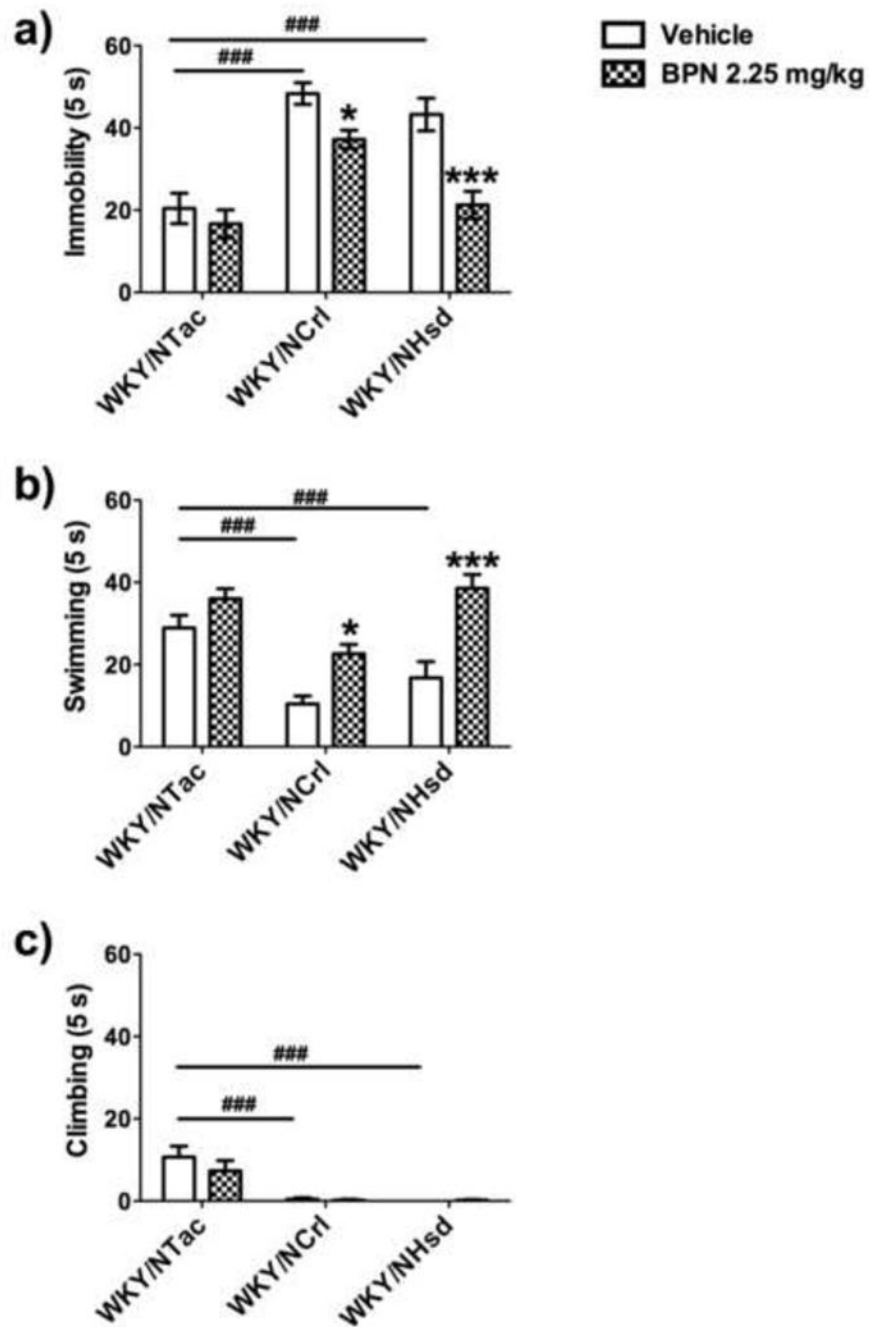 a)
Immobility (5 s)
60
40
20
0
###
###
*
***
WKY/NTac
WKY/NCrl
WKY/NHsd
Vehicle
BPN 2.25 mg/kg
b)
Swimming (5 s)
60
40
20
0
###
###
*
***
WKY/NTac
WKY/NCrl
WKY/NHsd
c)
Climbing (5 s)
60
40
20
0
###
###
WKY/NTac
WKY/NCrl
WKY/NHsd